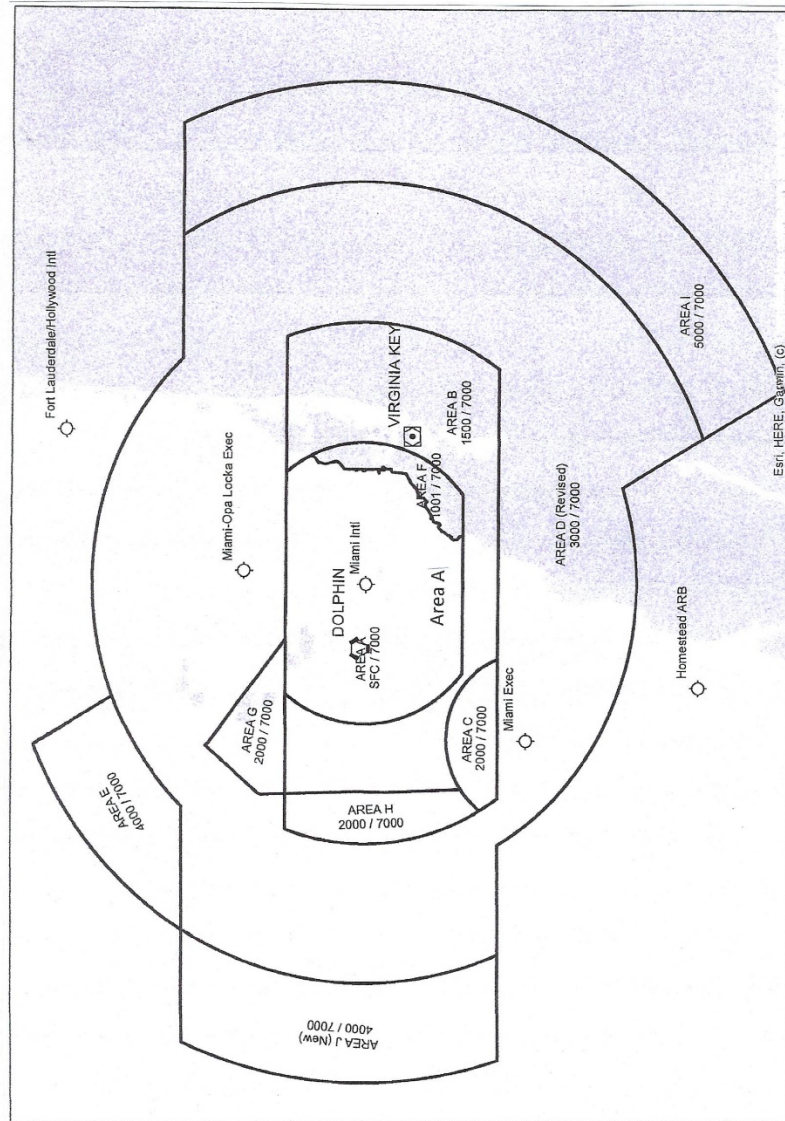 Fort Lauderdale/Hollywood Intl
Miami-Opa Locka Exec
AREA I
5000 / 7000
VIRGINIA KEY
AREA B
1500 / 7000
AREA F
1001 / 7000
AREA D (Revised)
3000 / 7000
Esri, HERE, Garmin, (c)
Miami Intl
DOLPHIN
AREA A
SFC / 7000
Area A
AREA G
2000 / 7000
AREA C
2000 / 7000
Miami Exec
Homestead ARB
AREA E
4000 / 7000
AREA H
2000 / 7000
AREA J (New)
4000 / 7000